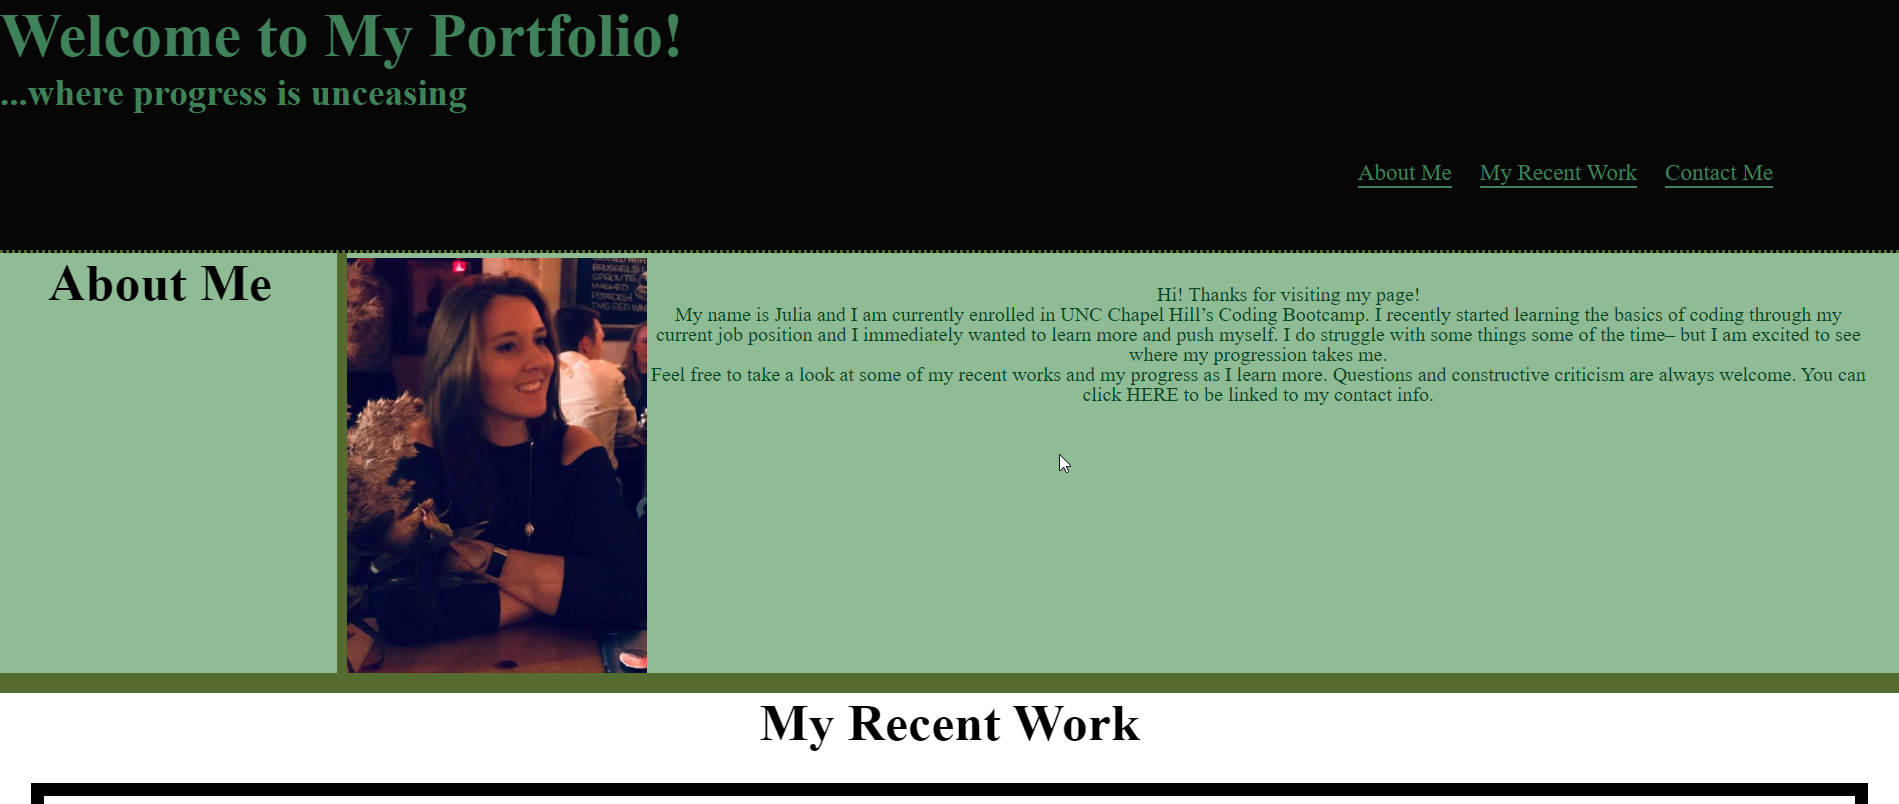 Welcome to My Portfolio!
...where progress is unceasing
About Me My Recent Work Contact Me
About Me
BRUSSELS
SPROUTS,
MASHED
POTATOES
Hi! Thanks for visiting my page!
My name is Julia and I am currently enrolled in UNC Chapel Hill’s Coding Bootcamp. I recently started learning the basics of coding through my
current job position and I immediately wanted to learn more and push myself. I do struggle with some things some of the time– but I am excited to see
where my progression takes me.
Feel free to take a look at some of my recent works and my progress as I learn more. Questions and constructive criticism are always welcome. You can
click HERE to be linked to my contact info.
My Recent Work